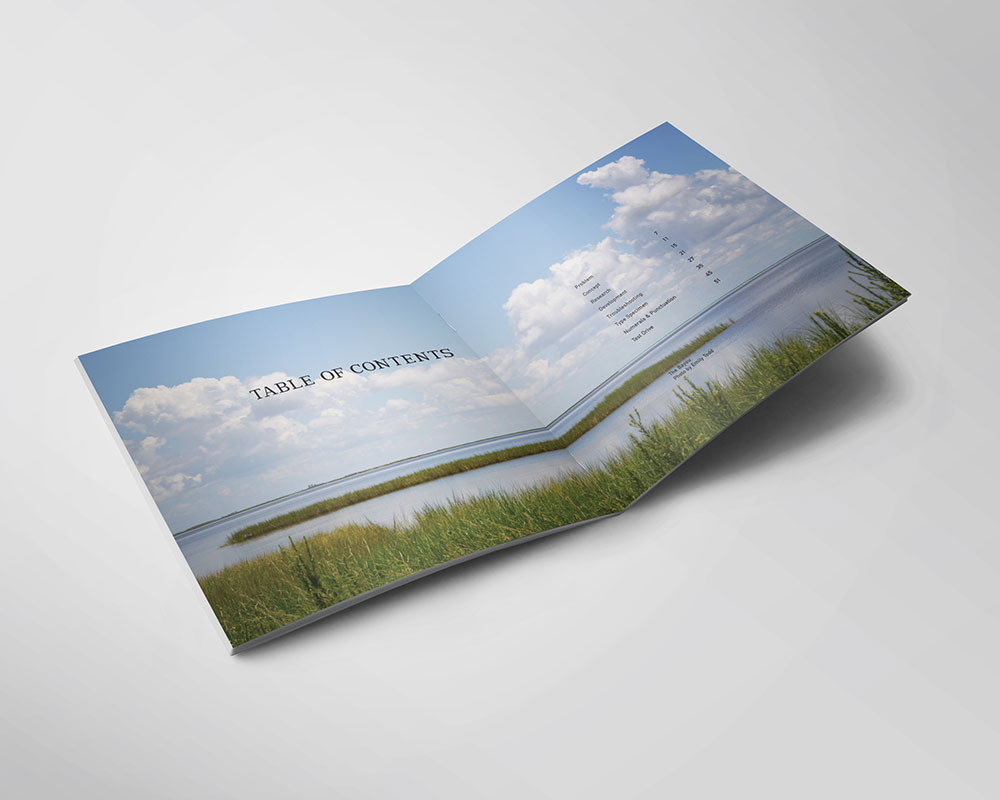 TABLE OF CONTENTS
Problem 7
Concept 11
Research 15
Development 21
Troubleshooting 27
Type Specimen 35
Numerals & Punctuation 45
Test Drive 51
The Bayou
Photo by Emily Todd